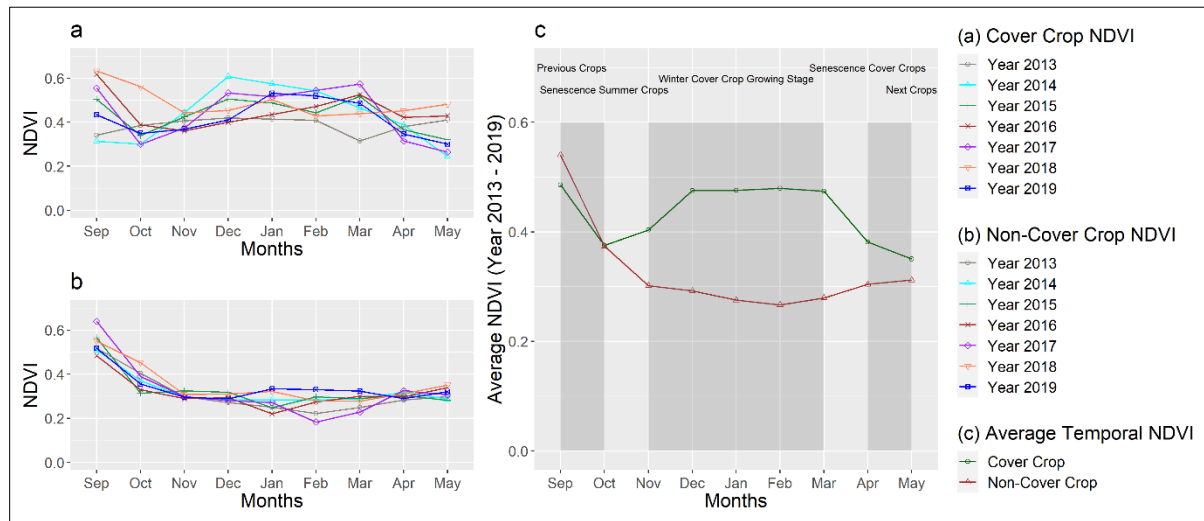 a
NDVI
0.6
0.4
0.2
0.0
Sep Oct Nov Dec Jan Feb Mar Apr May
Months
b
NDVI
0.6
0.4
0.2
0.0
Sep Oct Nov Dec Jan Feb Mar Apr May
Months
c
Average NDVI (Year 2013 - 2019)
Previous Crops
Senescence Summer Crops
Winter Cover Crop Growing Stage
Senescence Cover Crops
Next Crops
0.6
0.4
0.2
0.0
Sep Oct Nov Dec Jan Feb Mar Apr May
Months
(a) Cover Crop NDVI
Year 2013
Year 2014
Year 2015
Year 2016
Year 2017
Year 2018
Year 2019
(b) Non-Cover Crop NDVI
Year 2013
Year 2014
Year 2015
Year 2016
Year 2017
Year 2018
Year 2019
(c) Average Temporal NDVI
Cover Crop
Non-Cover Crop